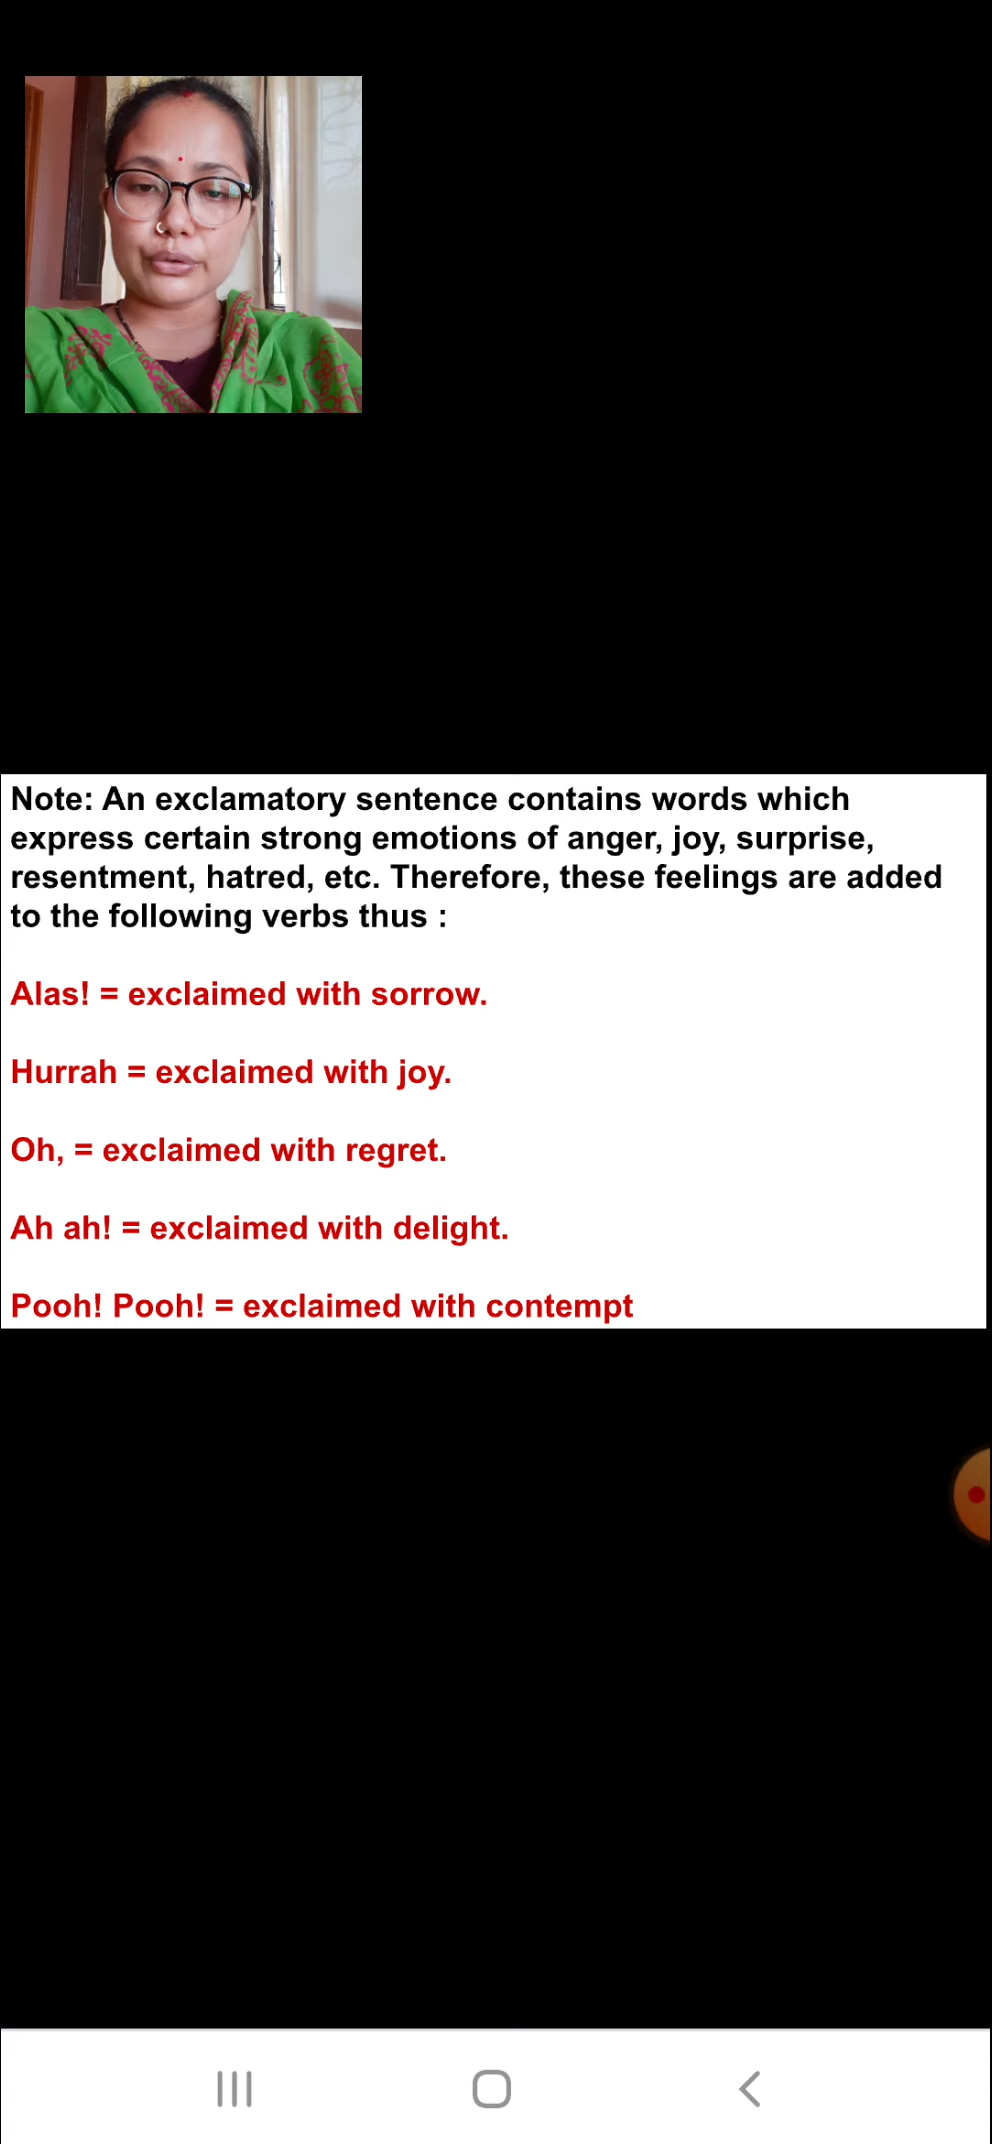 Note: An exclamatory sentence contains words which
express certain strong emotions of anger, joy, surprise,
resentment, hatred, etc. Therefore, these feelings are added
to the following verbs thus :
Alas! = exclaimed with sorrow.
Hurrah = exclaimed with joy.
Oh, = exclaimed with regret.
Ah ah! = exclaimed with delight.
Pooh! Pooh! = exclaimed with contempt